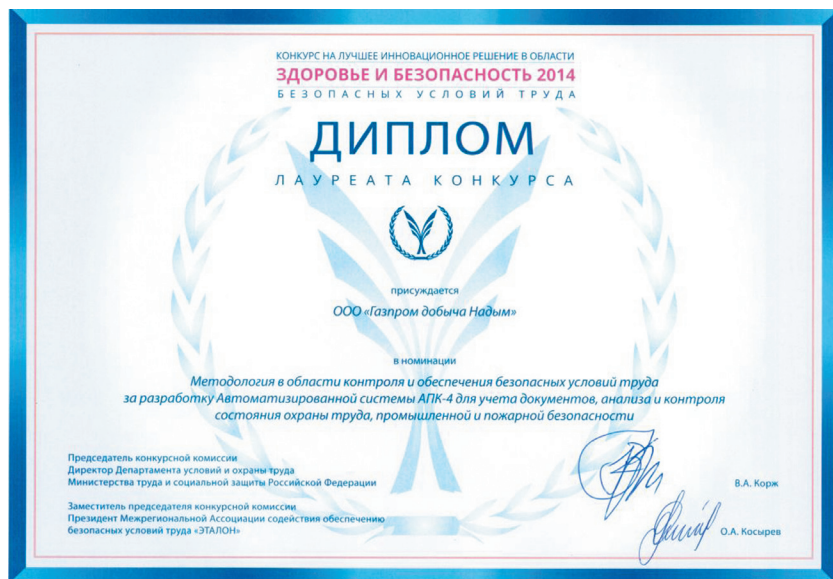 КОНКУРС НА ЛУЧШЕЕ ИННОВАЦИОННОЕ РЕШЕНИЕ В ОБЛАСТИ
ЗДОРОВЬЕ И БЕЗОПАСНОСТЬ 2014
БЕЗОПАСНЫХ УСЛОВИЙ ТРУДА
ДИПЛОМ
ЛАУРЕАТА КОНКУРСА
присуждается
ООО «Газпром добыча Надым»
в номинации
Методология в области контроля и обеспечения безопасных условий труда
за разработку Автоматизированной системы АПК-4 для учета документов, анализа и контроля
состояния охраны труда, промышленной и пожарной безопасности
Председатель конкурсной комиссии
Директор Департамента условий и охраны труда
Министерства труда и социальной защиты Российской Федерации
В.А. Корж
Заместитель председателя конкурсной комиссии
Президент Межрегиональной Ассоциации содействия обеспечению
безопасных условий труда «ЭТАЛОН»
О.А. Косырев